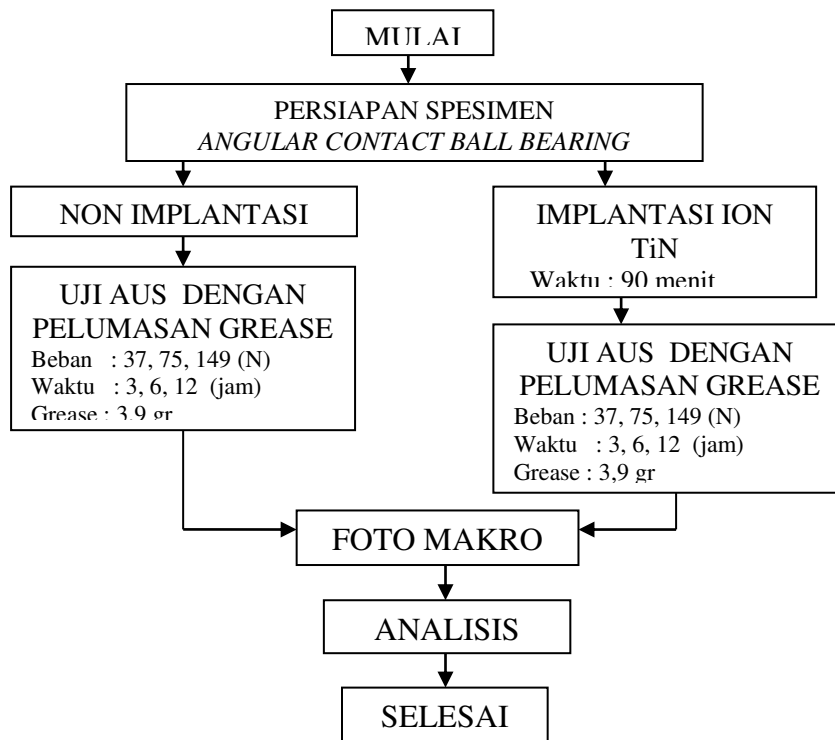 MULAI
PERSIAPAN SPESIMEN
ANGULAR CONTACT BALL BEARING
NON IMPLANTASI
IMPLANTASI ION
TiN
Waktu : 90 menit
UJI AUS DENGAN
PELUMASAN GREASE
Beban : 37, 75, 149 (N)
Waktu : 3, 6, 12 (jam)
Grease : 3,9 gr
UJI AUS DENGAN
PELUMASAN GREASE
Beban : 37, 75, 149 (N)
Waktu : 3, 6, 12 (jam)
Grease : 3,9 gr
FOTO MAKRO
ANALISIS
SELESAI